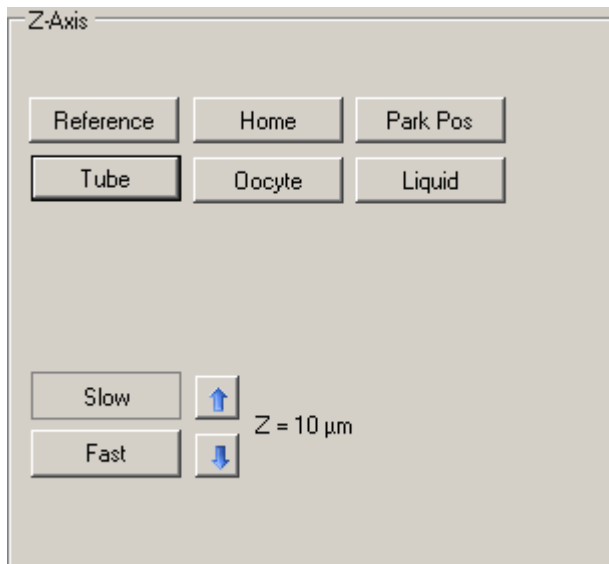 Z-Axis
Reference Home Park Pos
Tube Oocyte Liquid
Slow
Z = 10 µm
Fast